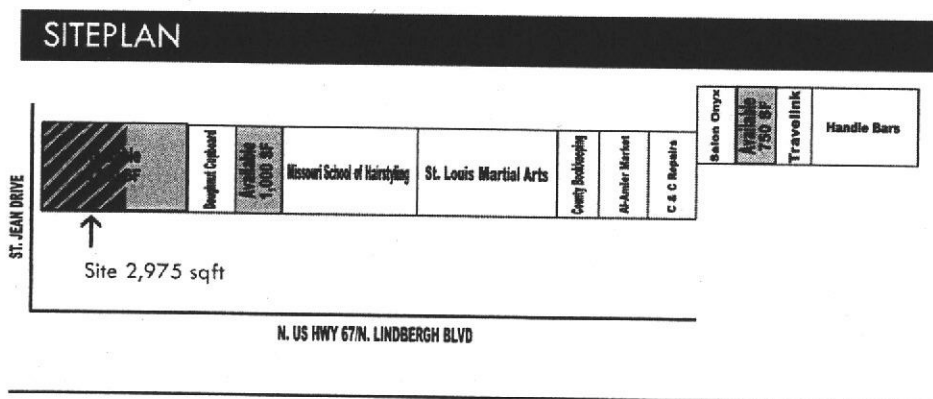 SITEPLAN
ST. JEAN DRIVE
Doughnut Cupboard
Available
1,000 SF
Missouri School of Hairstyling
St. Louis Martial Arts
County Bookkeeping
Al-Amier Market
C & C Repairs
Salon Onyx
Available
750 SF
Travelink
Handle Bars
Site 2,975 sqft
N. US HWY 67/N. LINDBERGH BLVD